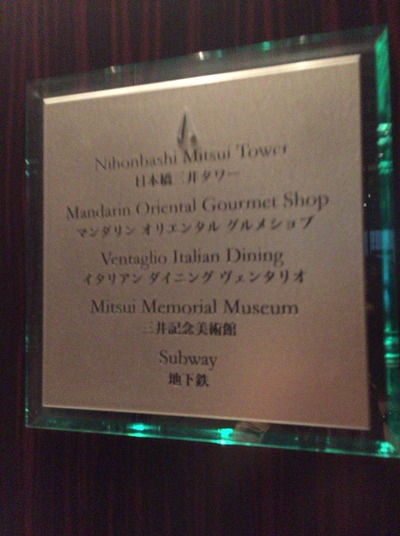 Nihonbashi Mitsui Tower
日本橋三井タワー
Mandarin Oriental Gourmet Shop
マンダリン オリエンタル グルメショプ
Ventaglio Italian Dining
イタリアン ダイニング ヴェンタリオ
Mitsui Memorial Museum
三井記念美術館
Subway
地下鉄